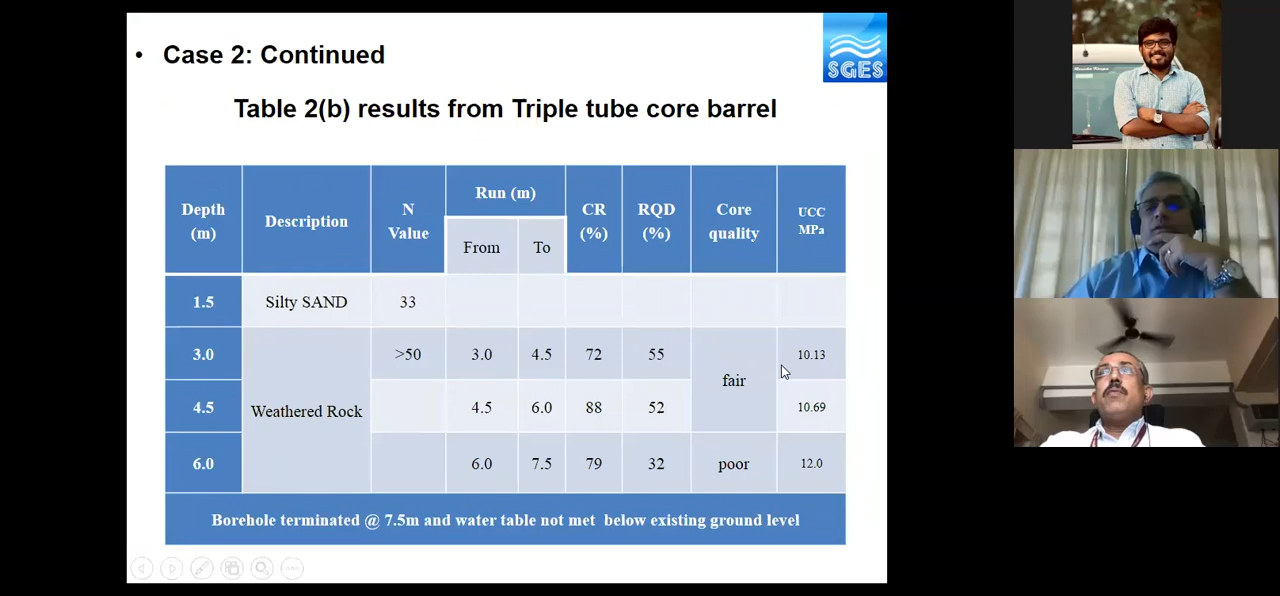 • Case 2: Continued
SGES
Table 2(b) results from Triple tube core barrel
Depth (m) Description N Value Run (m) CR (%) RQD (%) Core quality UCC MPa
From To
1.5 Silty SAND 33
3.0 Weathered Rock >50 3.0 4.5 72 55 fair 10.13
4.5 4.5 6.0 88 52 10.69
6.0 6.0 7.5 79 32 poor 12.0
Borehole terminated @ 7.5m and water table not met below existing ground level